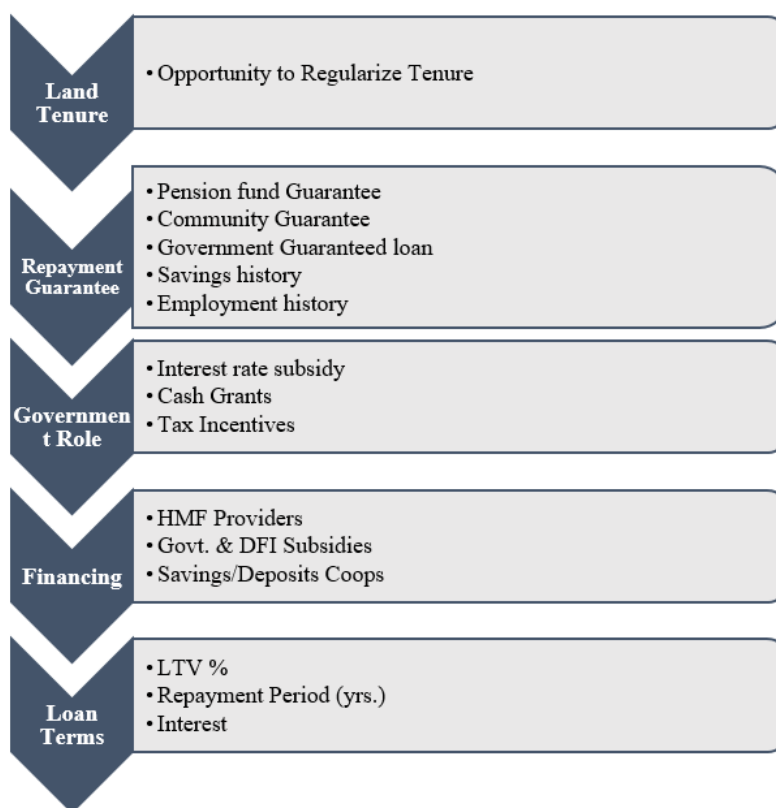 Land
Tenure
• Opportunity to Regularize Tenure
Repayment
Guarantee
• Pension fund Guarantee
• Community Guarantee
• Government Guaranteed loan
• Savings history
• Employment history
Governmen
t Role
• Interest rate subsidy
• Cash Grants
• Tax Incentives
Financing
• HMF Providers
• Govt. & DFI Subsidies
• Savings/Deposits Coops
Loan
Terms
• LTV %
• Repayment Period (yrs.)
• Interest